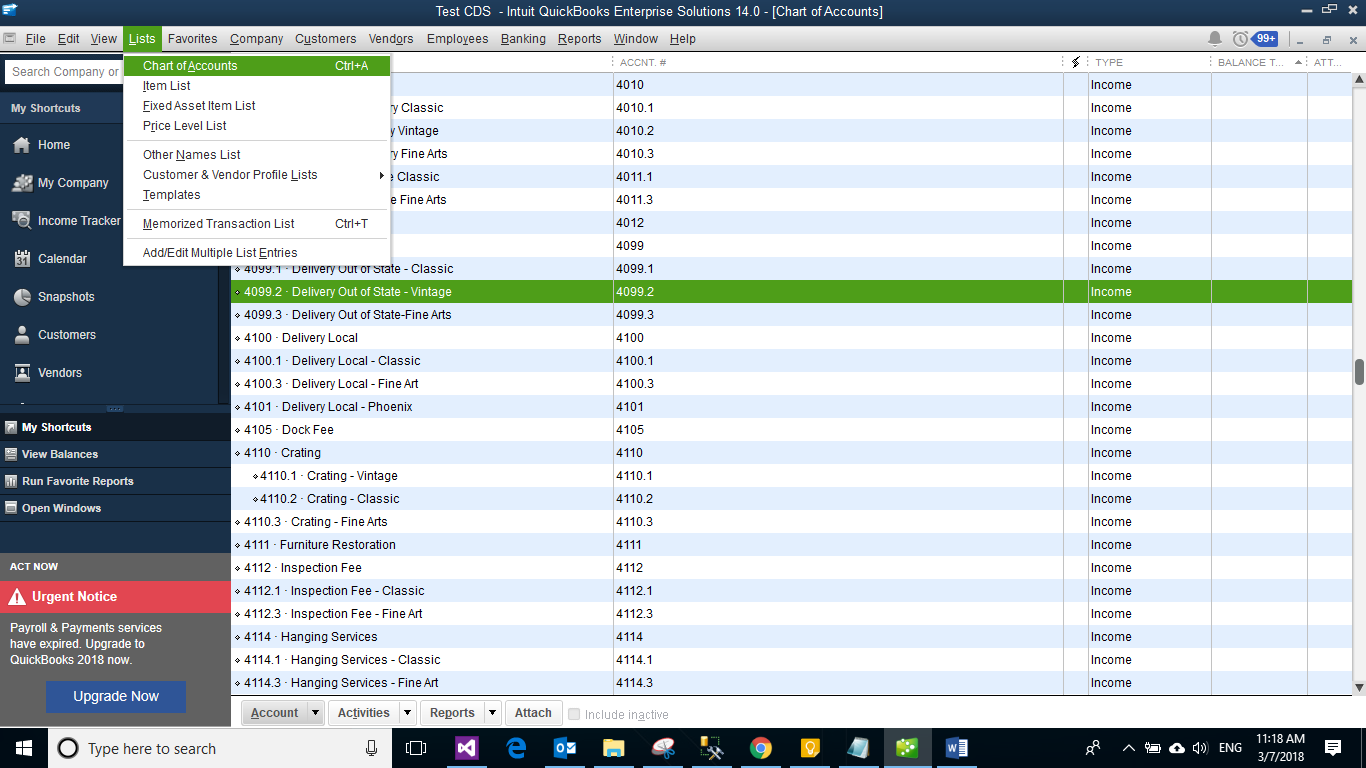 Test CDS - Intuit QuickBooks Enterprise Solutions 14.0 - [Chart of Accounts]
File Edit View Lists Favorites Company Customers Vendors Employees Banking Reports Window Help 99+
Search Company or
My Shortcuts
Home
My Company
Income Tracker
Calendar
31
Snapshots
Customers
Vendors
My Shortcuts
View Balances
Run Favorite Reports
Open Windows
ACT NOW
Urgent Notice
Payroll & Payments services
have expired. Upgrade to
QuickBooks 2018 now.
Upgrade Now
Chart of Accounts Ctrl+A
Item List
Fixed Asset Item List
Price Level List
Other Names List
Customer & Vendor Profile Lists
Templates
Memorized Transaction List Ctrl+T
Add/Edit Multiple List Entries
ACCNT. # TYPE BALANCE T... ATT...
4010 Income
ry Classic 4010.1 Income
y Vintage 4010.2 Income
ry Fine Arts 4010.3 Income
e Classic 4011.1 Income
e Fine Arts 4011.3 Income
4012 Income
4099 Income
4099.1 · Delivery Out of State - Classic 4099.1 Income
4099.2 · Delivery Out of State - Vintage 4099.2 Income
4099.3 · Delivery Out of State-Fine Arts 4099.3 Income
4100 · Delivery Local 4100 Income
4100.1 · Delivery Local - Classic 4100.1 Income
4100.3 · Delivery Local - Fine Art 4100.3 Income
4101 · Delivery Local - Phoenix 4101 Income
4105 · Dock Fee 4105 Income
4110 · Crating 4110 Income
4110.1 · Crating - Vintage 4110.1 Income
4110.2 · Crating - Classic 4110.2 Income
4110.3 · Crating - Fine Arts 4110.3 Income
4111 · Furniture Restoration 4111 Income
4112 · Inspection Fee 4112 Income
4112.1 · Inspection Fee - Classic 4112.1 Income
4112.3 · Inspection Fee - Fine Art 4112.3 Income
4114 · Hanging Services 4114 Income
4114.1 · Hanging Services - Classic 4114.1 Income
4114.3 · Hanging Services - Fine Art 4114.3 Income
Account Activities Reports Attach Include inactive
Type here to search
ENG
11:18 AM
3/7/2018